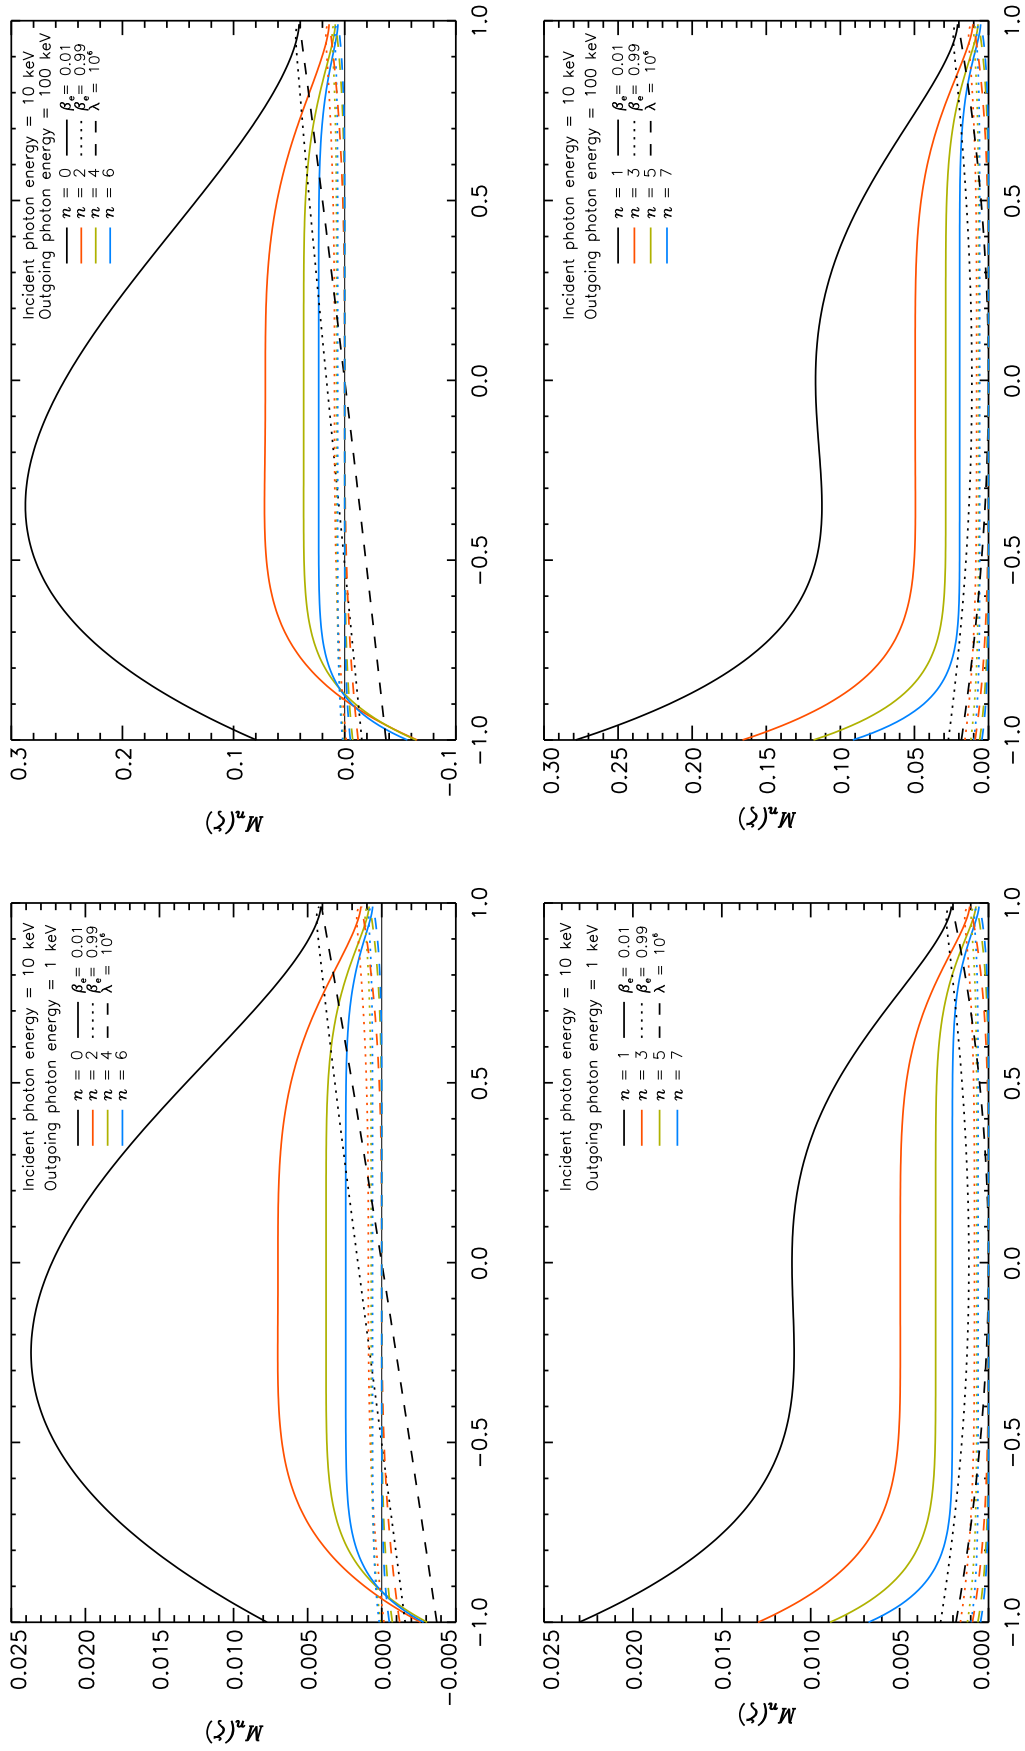 Incident photon energy = 10 keV
Outgoing photon energy = 1 keV
n = 0 βe= 0.01
n = 2 βe= 0.99
n = 4 λ = 10⁶
n = 6
Mn(ζ)
0.025
0.020
0.015
0.010
0.005
0.000
−0.005
−1.0 −0.5 0.0 0.5 1.0
Incident photon energy = 10 keV
Outgoing photon energy = 100 keV
n = 0 βe= 0.01
n = 2 βe= 0.99
n = 4 λ = 10⁶
n = 6
Mn(ζ)
0.3
0.2
0.1
0.0
−0.1
−1.0 −0.5 0.0 0.5 1.0
Incident photon energy = 10 keV
Outgoing photon energy = 1 keV
n = 1 βe= 0.01
n = 3 βe= 0.99
n = 5 λ = 10⁶
n = 7
Mn(ζ)
0.025
0.020
0.015
0.010
0.005
0.000
−1.0 −0.5 0.0 0.5 1.0
Incident photon energy = 10 keV
Outgoing photon energy = 100 keV
n = 1 βe= 0.01
n = 3 βe= 0.99
n = 5 λ = 10⁶
n = 7
Mn(ζ)
0.30
0.25
0.20
0.15
0.10
0.05
0.00
−1.0 −0.5 0.0 0.5 1.0